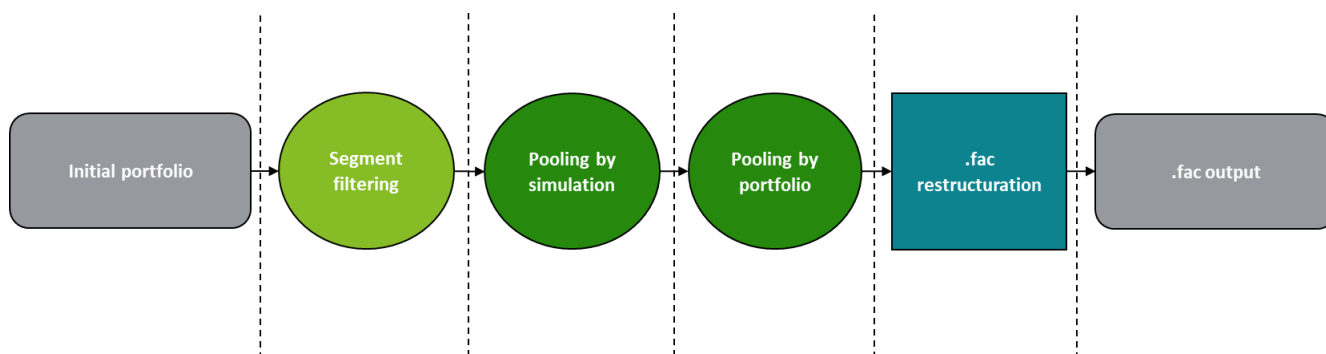 Initial portfolio
Segment
filtering
Pooling by
simulation
Pooling by
portfolio
.fac
restructuration
.fac output